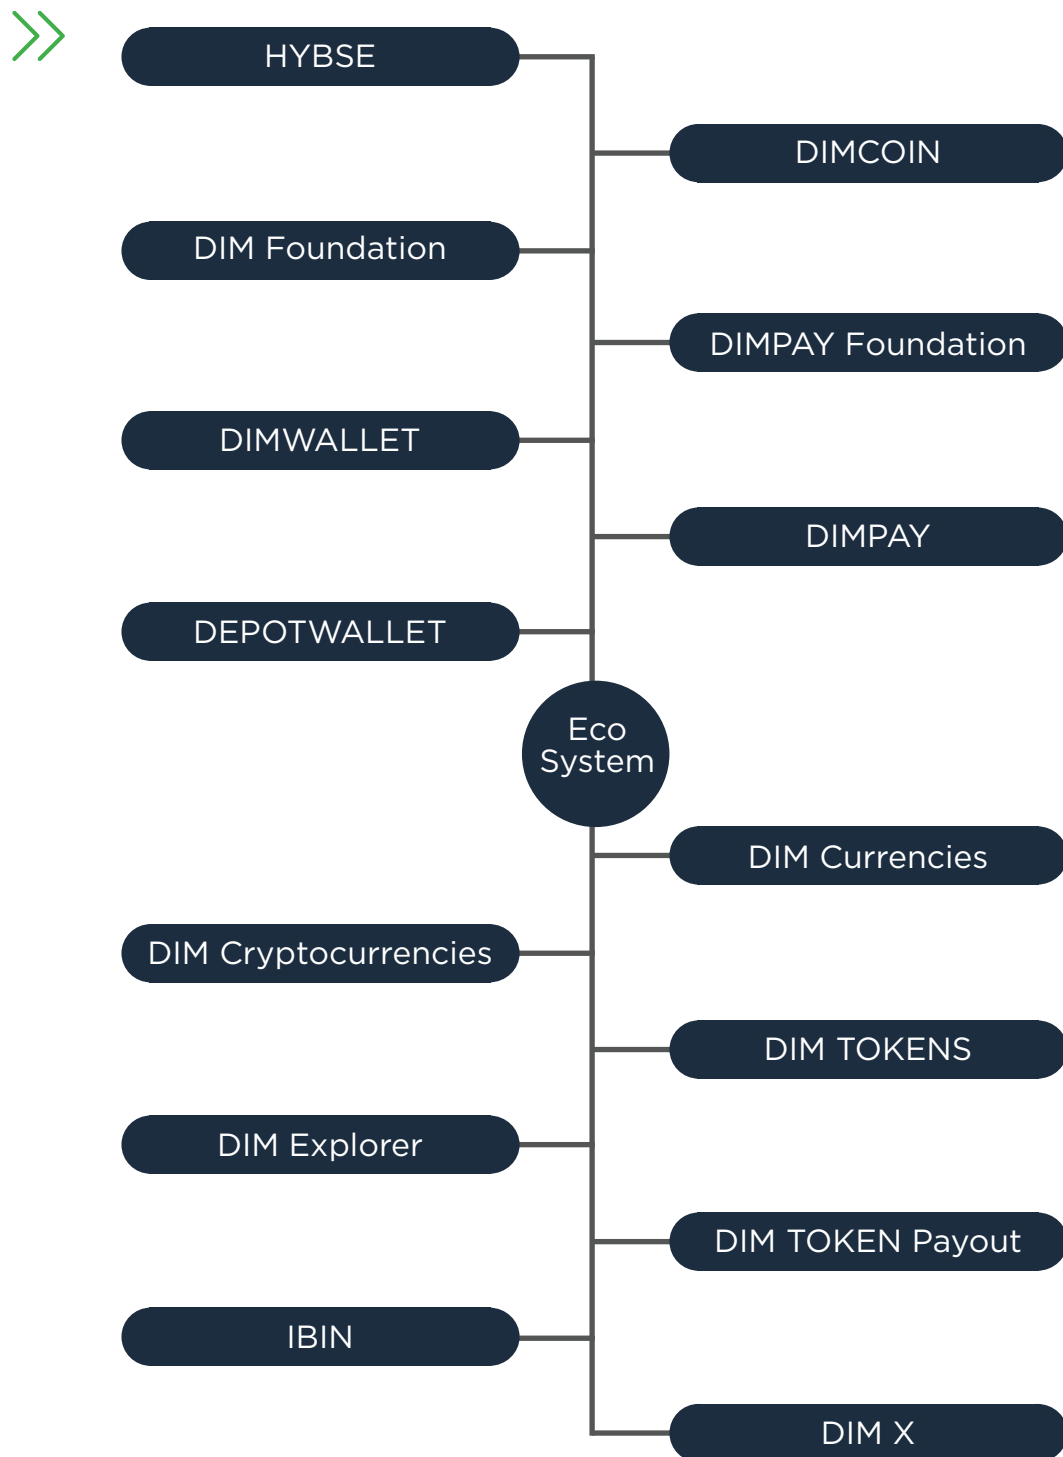 HYBSE
DIMCOIN
DIM Foundation
DIMPAY Foundation
DIMWALLET
DIMPAY
DEPOTWALLET
Eco
System
DIM Currencies
DIM Cryptocurrencies
DIM TOKENS
DIM Explorer
DIM TOKEN Payout
IBIN
DIM X